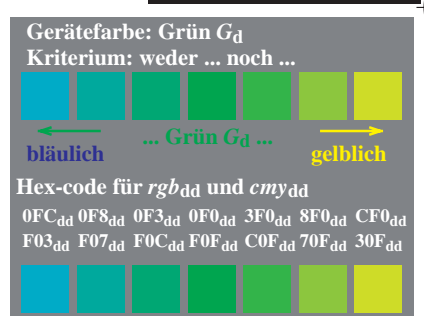 Gerätefarbe: Grün Gd
Kriterium: weder ... noch ...
... Grün Gd ...
bläulich gelblich
Hex-code für rgbdd und cmydd
0FCdd 0F8dd 0F3dd 0F0dd 3F0dd 8F0dd CF0dd
F03dd F07dd F0Cdd F0Fdd C0Fdd 70Fdd 30Fdd